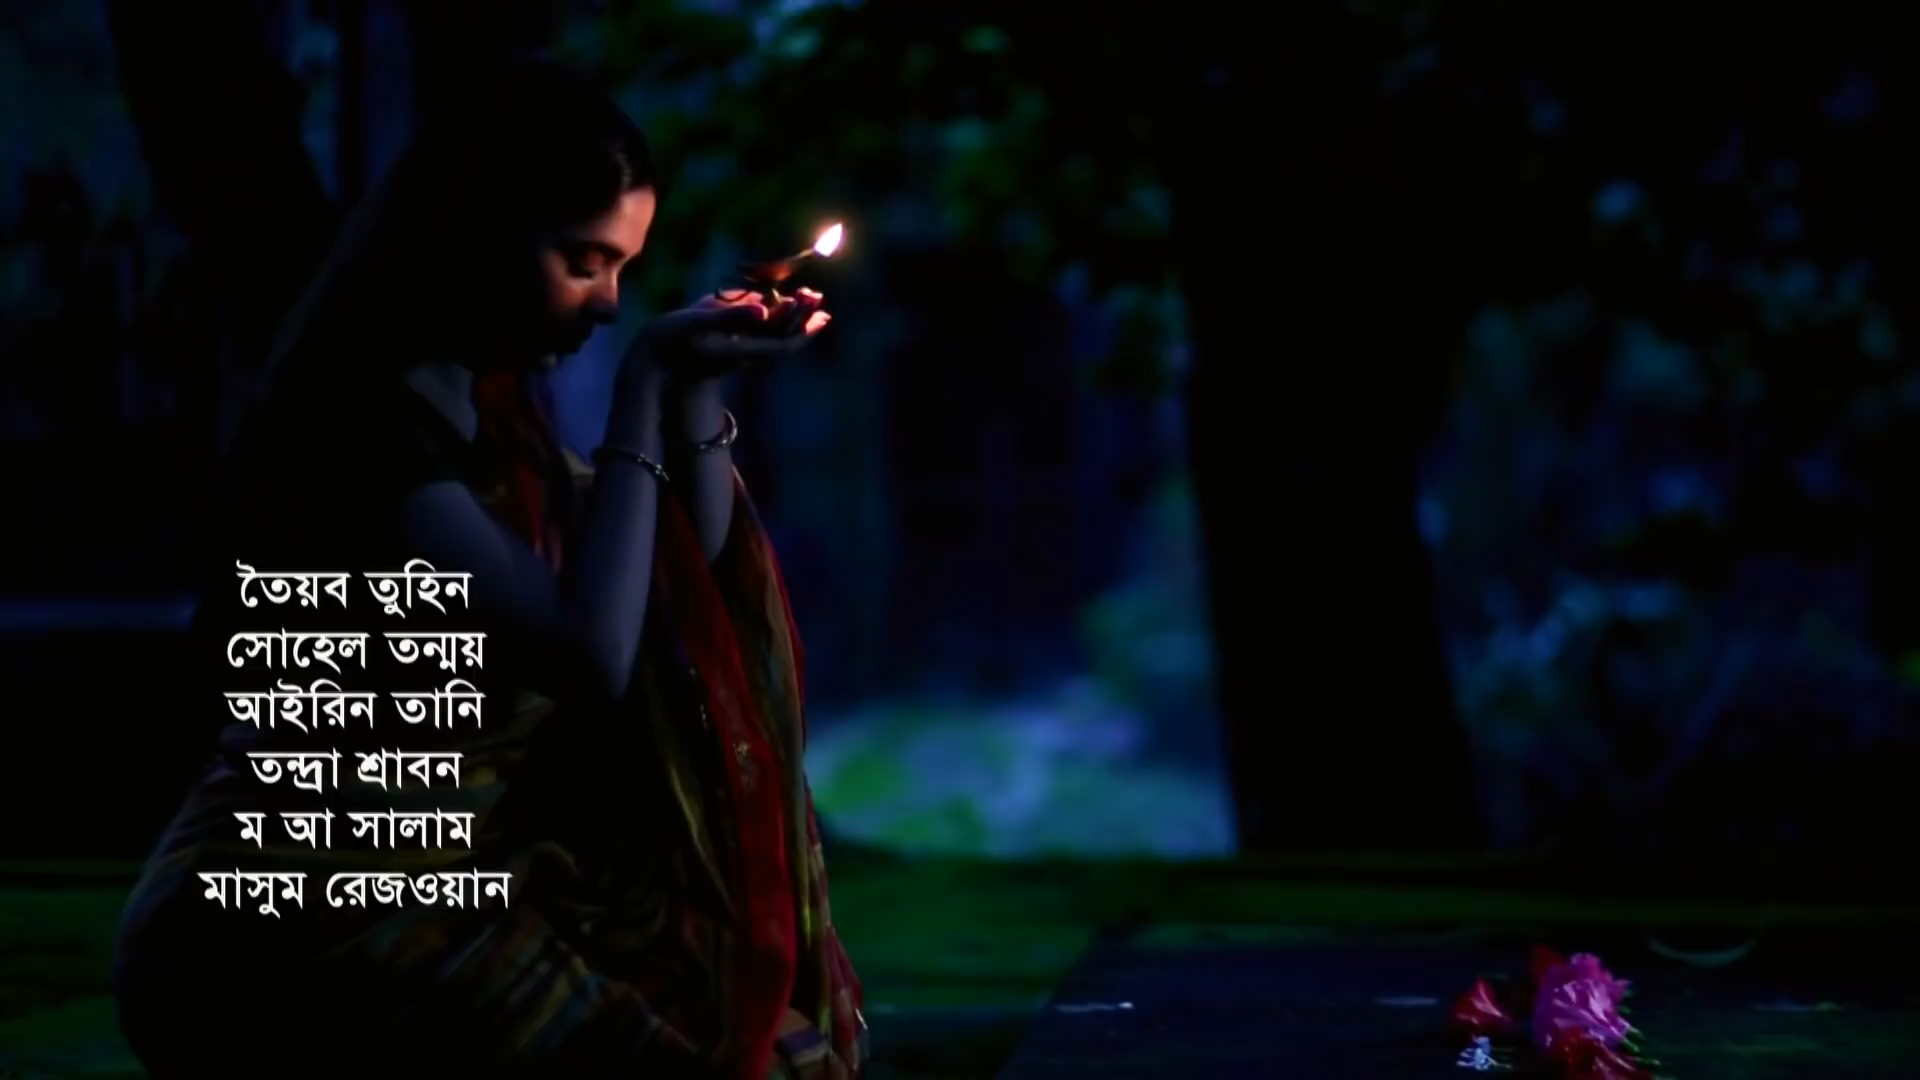 তৈয়ব তুহিন
সোহেল তন্ময়
আইরিন তানি
তন্দ্রা শ্রাবন
ম আ সালাম
মাসুম রেজওয়ান